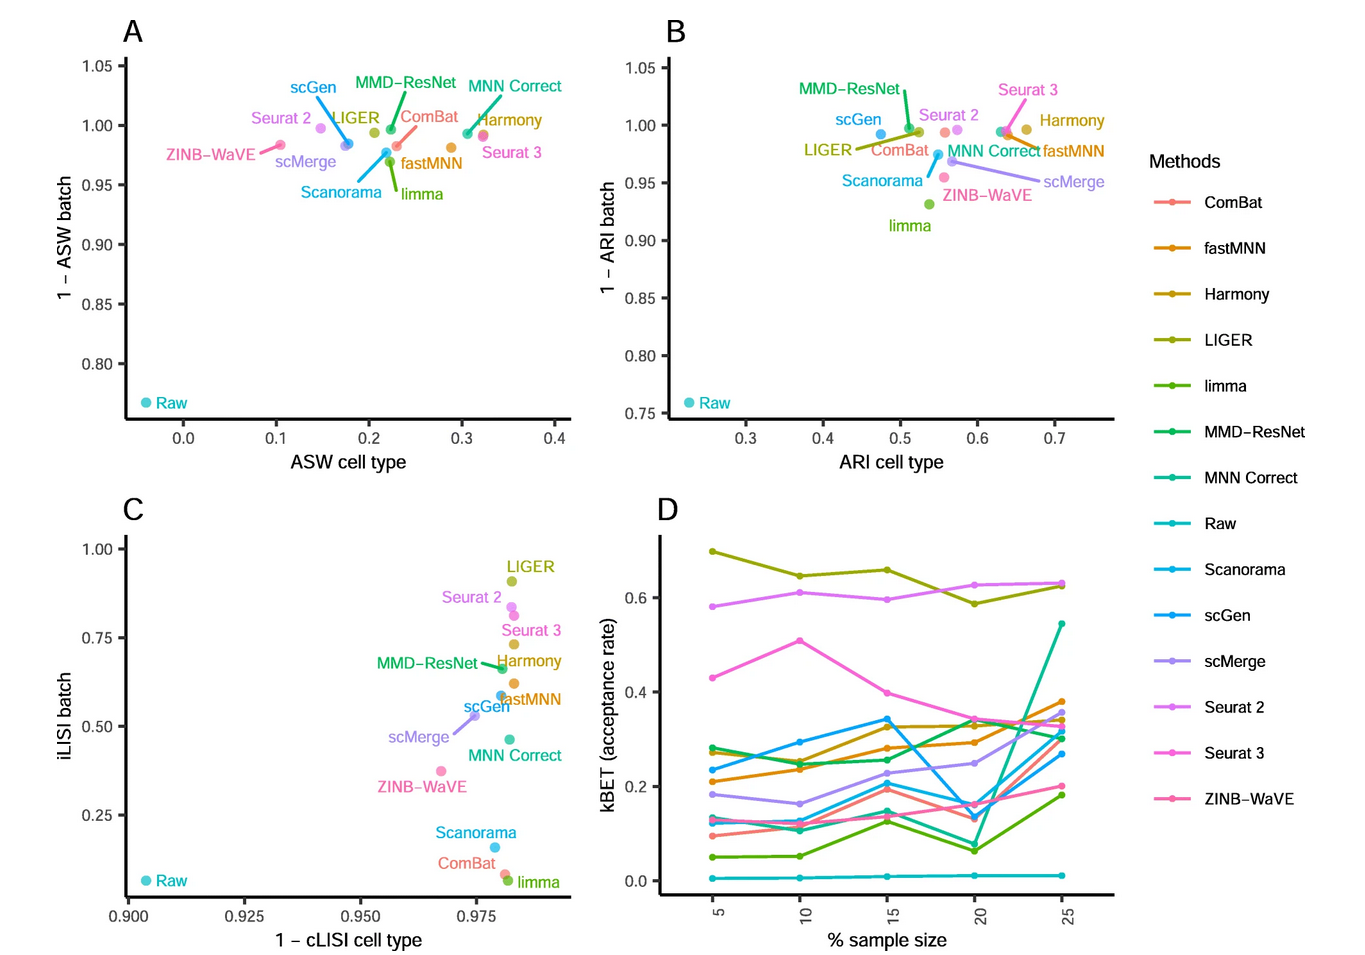 A
1.05
1.00
0.95
0.90
0.85
0.80
1 − ASW batch
scGen
MMD−ResNet
MNN Correct
Seurat 2
LIGER
ComBat
Harmony
ZINB−WaVE
scMerge
fastMNN
Seurat 3
Scanorama
limma
Raw
0.0 0.1 0.2 0.3 0.4
ASW cell type
B
1.05
1.00
0.95
0.90
0.85
0.80
0.75
1 − ARI batch
MMD−ResNet
Seurat 3
scGen
Seurat 2
Harmony
LIGER
ComBat
MNN Correct
fastMNN
Scanorama
scMerge
ZINB−WaVE
limma
Raw
0.3 0.4 0.5 0.6 0.7
ARI cell type
C
1.00
0.75
0.50
0.25
iLISI batch
LIGER
Seurat 2
Seurat 3
MMD−ResNet
Harmony
fastMNN
scGen
scMerge
MNN Correct
ZINB−WaVE
Scanorama
ComBat
Raw
limma
0.900 0.925 0.950 0.975
1 − cLISI cell type
D
0.6
0.4
0.2
0.0
kBET (acceptance rate)
5 10 15 20 25
% sample size
Methods
ComBat
fastMNN
Harmony
LIGER
limma
MMD−ResNet
MNN Correct
Raw
Scanorama
scGen
scMerge
Seurat 2
Seurat 3
ZINB−WaVE